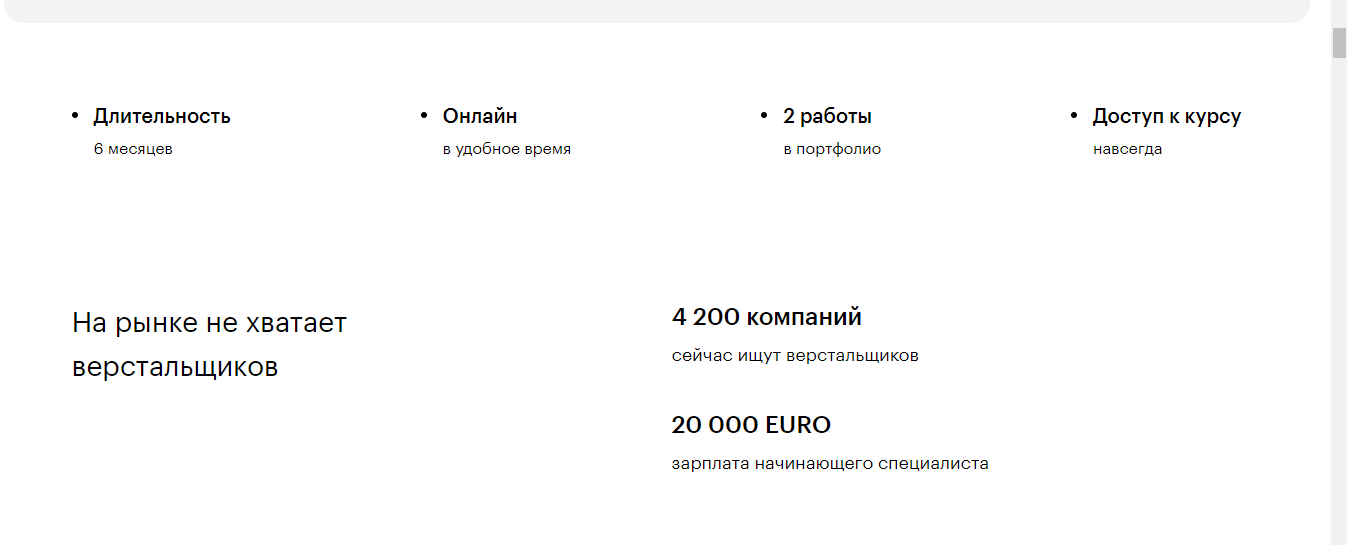 Длительность
6 месяцев
Онлайн
в удобное время
2 работы
в портфолио
Доступ к курсу
навсегда
На рынке не хватает
верстальщиков
4 200 компаний
сейчас ищут верстальщиков
20 000 EURO
зарплата начинающего специалиста